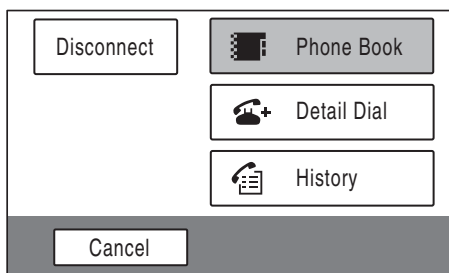 Disconnect
Phone Book
Detail Dial
History
Cancel